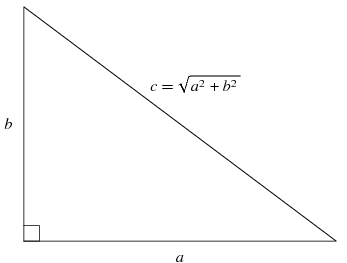 c = √(a² + b²)
b
a